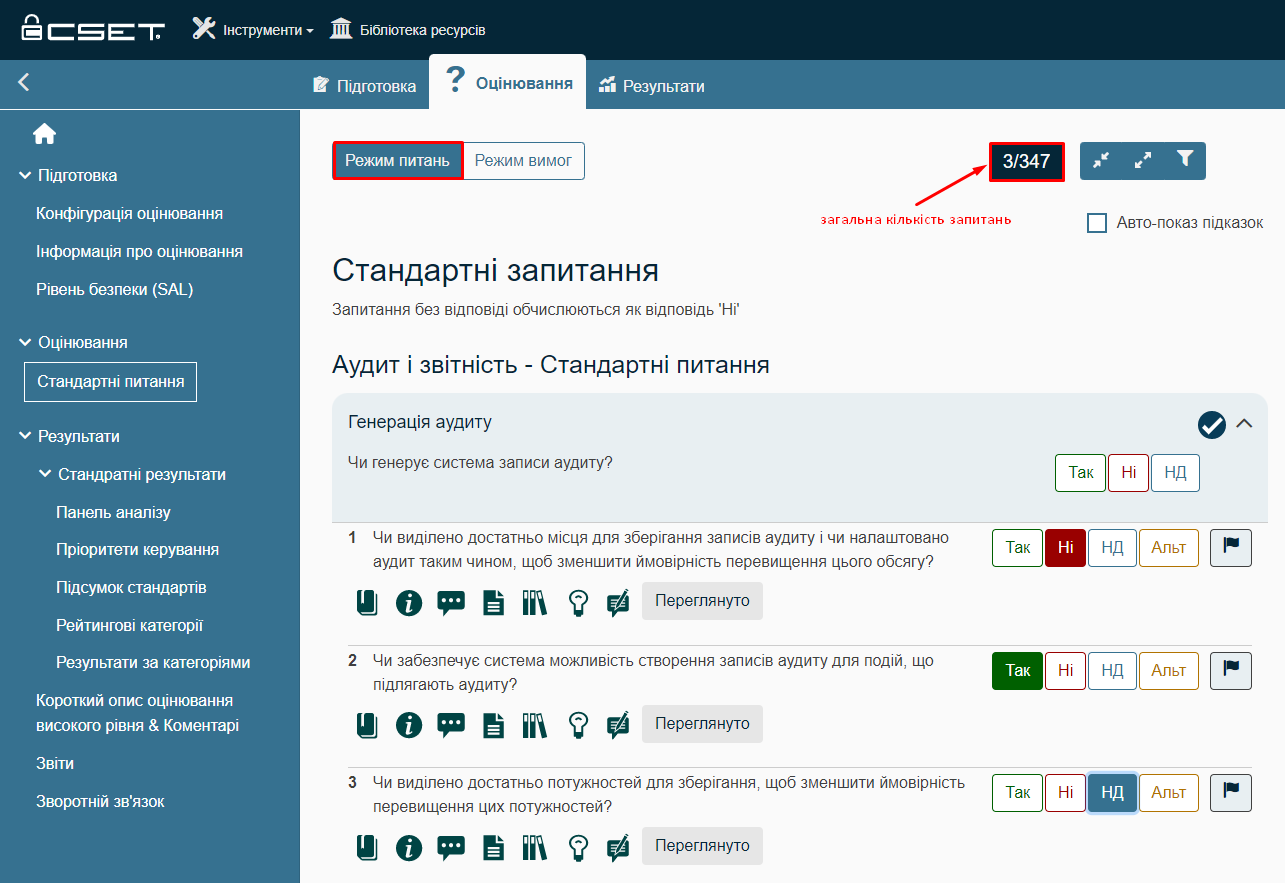 CSET
Інструменти
Бібліотека ресурсів
Підготовка
? Оцінювання
Результати
Підготовка
Конфігурація оцінювання
Інформація про оцінювання
Рівень безпеки (SAL)
Оцінювання
Стандартні питання
Результати
Стандратні результати
Панель аналізу
Пріоритети керування
Підсумок стандартів
Рейтингові категорії
Результати за категоріями
Короткий опис оцінювання
високого рівня & Коментарі
Звіти
Зворотній зв'язок
Режим питань
Режим вимог
3/347
загальна кількість запитань
Авто-показ підказок
Стандартні запитання
Запитання без відповіді обчислюються як відповідь 'Ні'
Аудит і звітність - Стандартні питання
Генерація аудиту
Чи генерує система записи аудиту?
Так Ні НД
1 Чи виділено достатньо місця для зберігання записів аудиту і чи налаштовано
аудит таким чином, щоб зменшити ймовірність перевищення цього обсягу?
Так Ні НД Альт
Переглянуто
2 Чи забезпечує система можливість створення записів аудиту для подій, що
підлягають аудиту?
Так Ні НД Альт
Переглянуто
3 Чи виділено достатньо потужностей для зберігання, щоб зменшити ймовірність
перевищення цих потужностей?
Так Ні НД Альт
Переглянуто